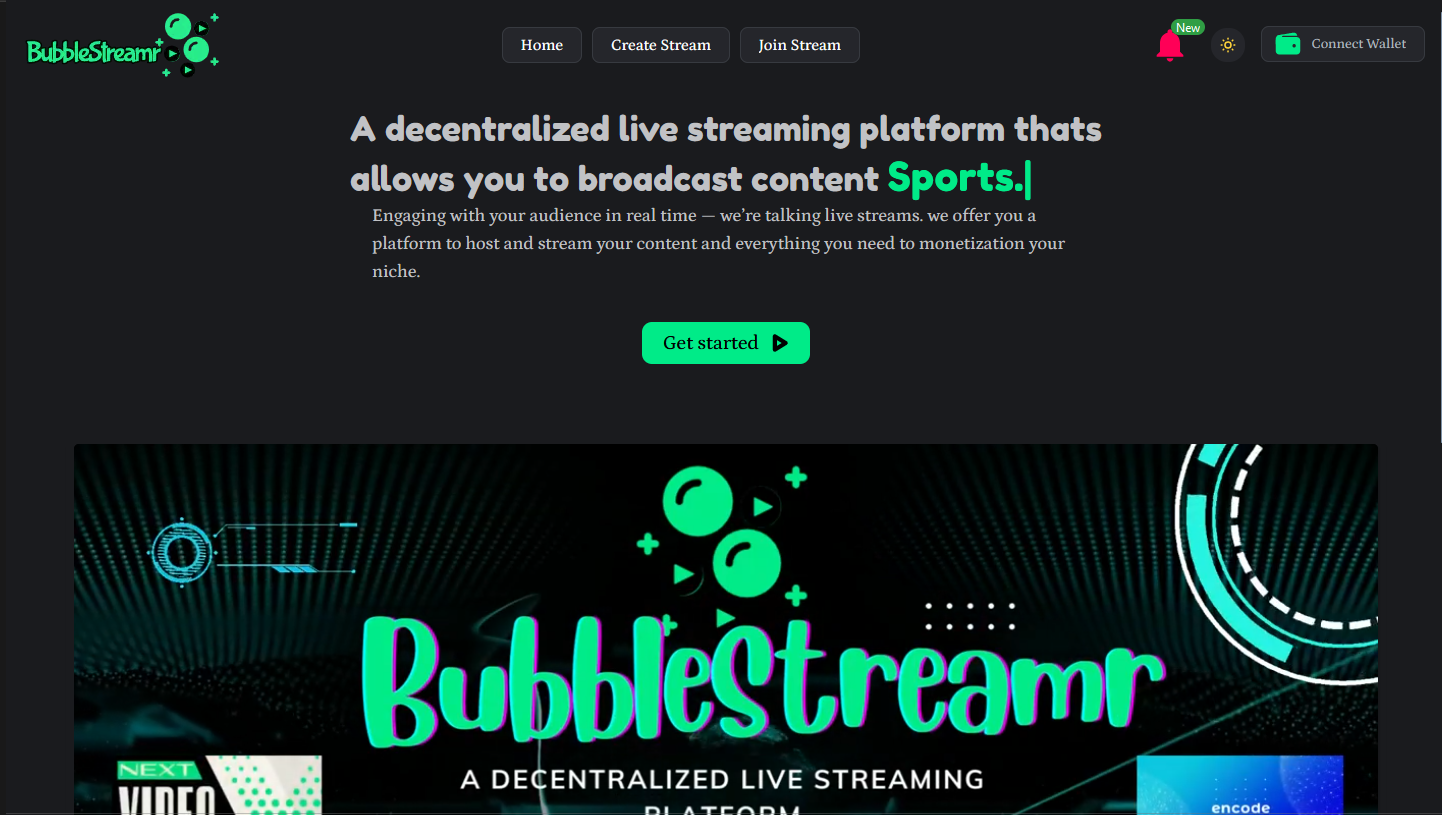 BubbleStreamr
Home
Create Stream
Join Stream
New
Connect Wallet
A decentralized live streaming platform thats
allows you to broadcast content Sports.|
Engaging with your audience in real time — we’re talking live streams. we offer you a
platform to host and stream your content and everything you need to monetization your
niche.
Get started
BubbleStreamr
A DECENTRALIZED LIVE STREAMING
PLATFORM
NEXT
VIDEO
encode